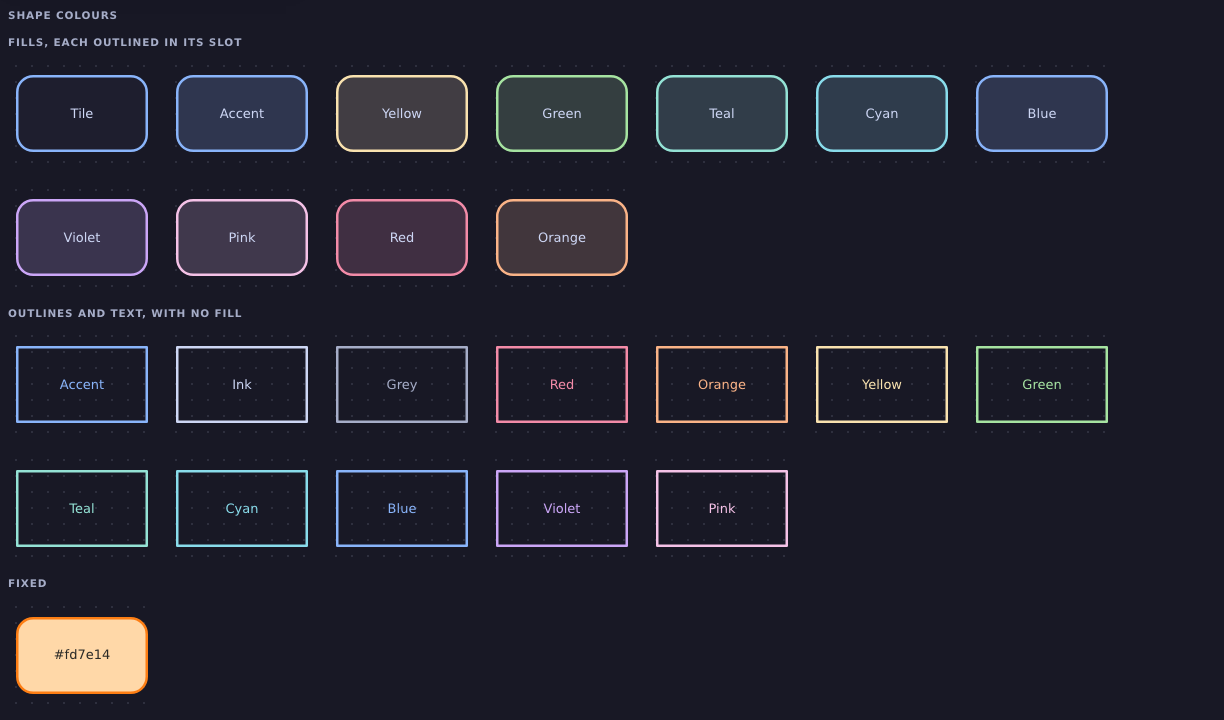 SHAPE COLOURS
FILLS, EACH OUTLINED IN ITS SLOT
Tile Accent Yellow Green Teal Cyan Blue
Violet Pink Red Orange
OUTLINES AND TEXT, WITH NO FILL
Accent Ink Grey Red Orange Yellow Green
Teal Cyan Blue Violet Pink
FIXED
#fd7e14